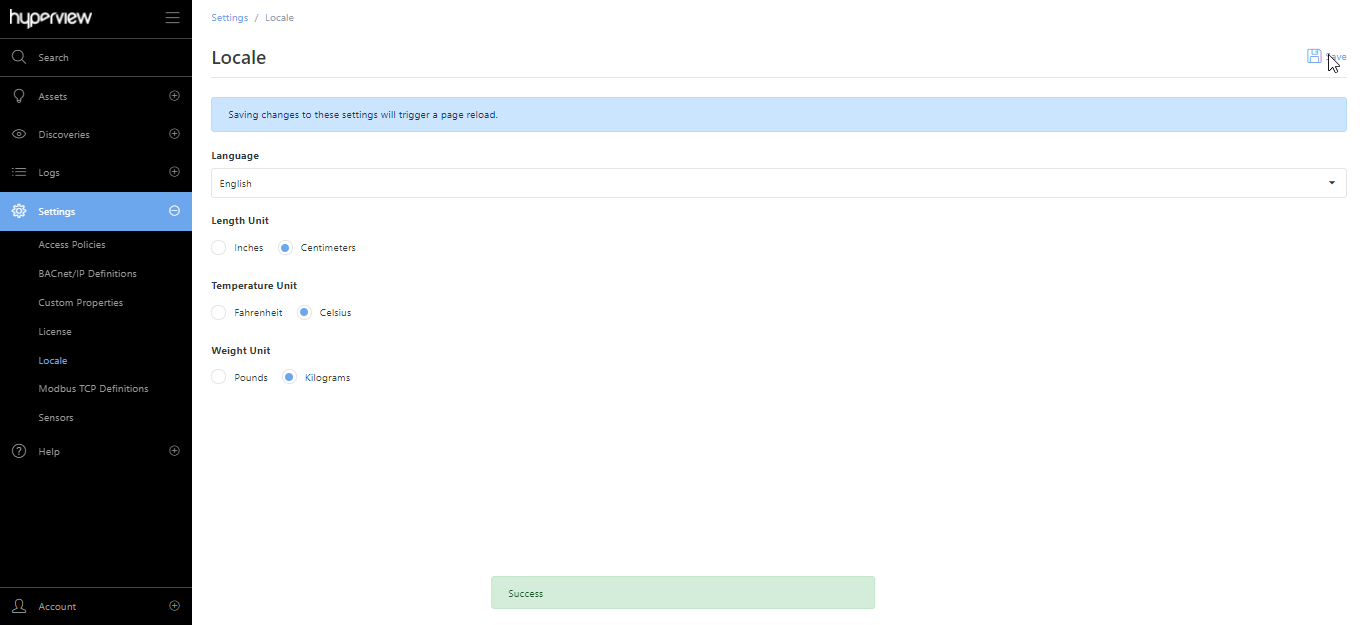 hyperview
Search
Assets
Discoveries
Logs
Settings
Access Policies
BACnet/IP Definitions
Custom Properties
License
Locale
Modbus TCP Definitions
Sensors
Help
Account
Settings / Locale
Locale
Save
Saving changes to these settings will trigger a page reload.
Language
English
Length Unit
Inches Centimeters
Temperature Unit
Fahrenheit Celsius
Weight Unit
Pounds Kilograms
Success